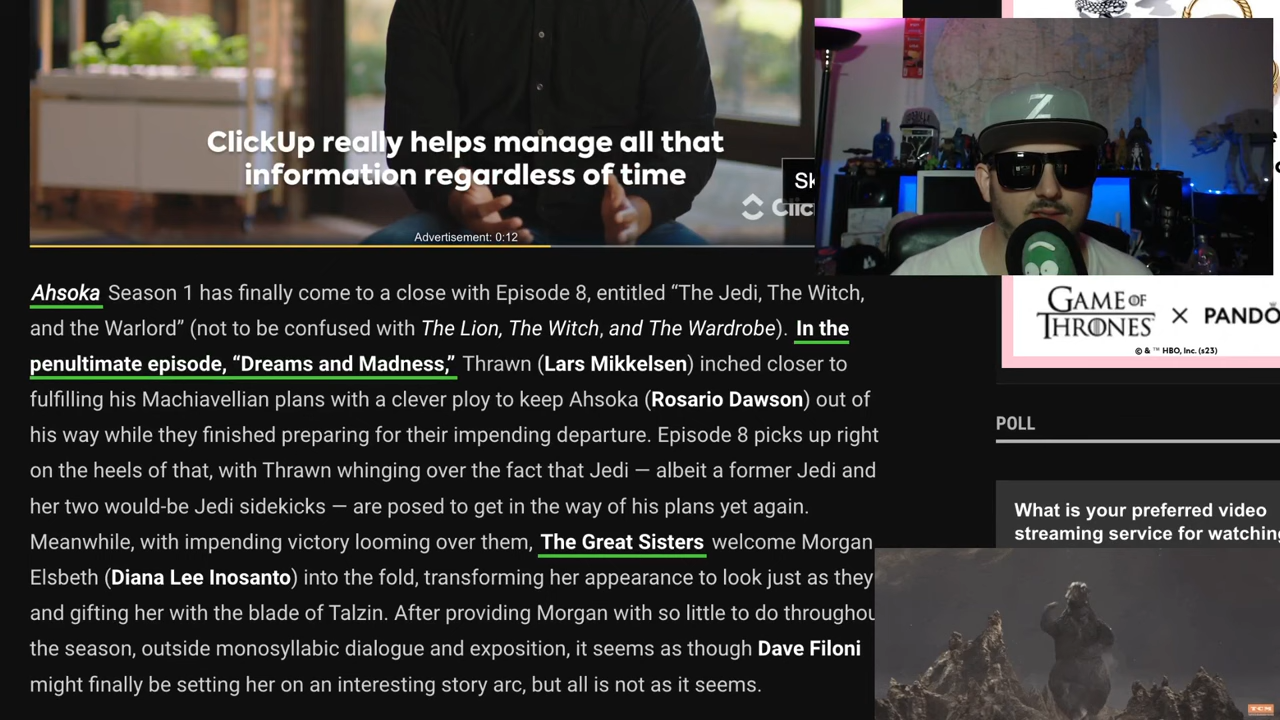 ClickUp really helps manage all that
information regardless of time
Advertisement: 0:12
Z
GAME OF
THRONES
×
© & ™ HBO, Inc. (s23)
Ahsoka Season 1 has finally come to a close with Episode 8, entitled “The Jedi, The Witch,
and the Warlord” (not to be confused with The Lion, The Witch, and The Wardrobe). In the
penultimate episode, “Dreams and Madness,” Thrawn (Lars Mikkelsen) inched closer to
fulfilling his Machiavellian plans with a clever ploy to keep Ahsoka (Rosario Dawson) out of
his way while they finished preparing for their impending departure. Episode 8 picks up right
on the heels of that, with Thrawn whinging over the fact that Jedi — albeit a former Jedi and
her two would-be Jedi sidekicks — are posed to get in the way of his plans yet again.
Meanwhile, with impending victory looming over them, The Great Sisters welcome Morgan
Elsbeth (Diana Lee Inosanto) into the fold, transforming her appearance to look just as they
and gifting her with the blade of Talzin. After providing Morgan with so little to do throughou
the season, outside monosyllabic dialogue and exposition, it seems as though Dave Filoni
might finally be setting her on an interesting story arc, but all is not as it seems.
POLL
What is your preferred video
streaming service for watching
TCM